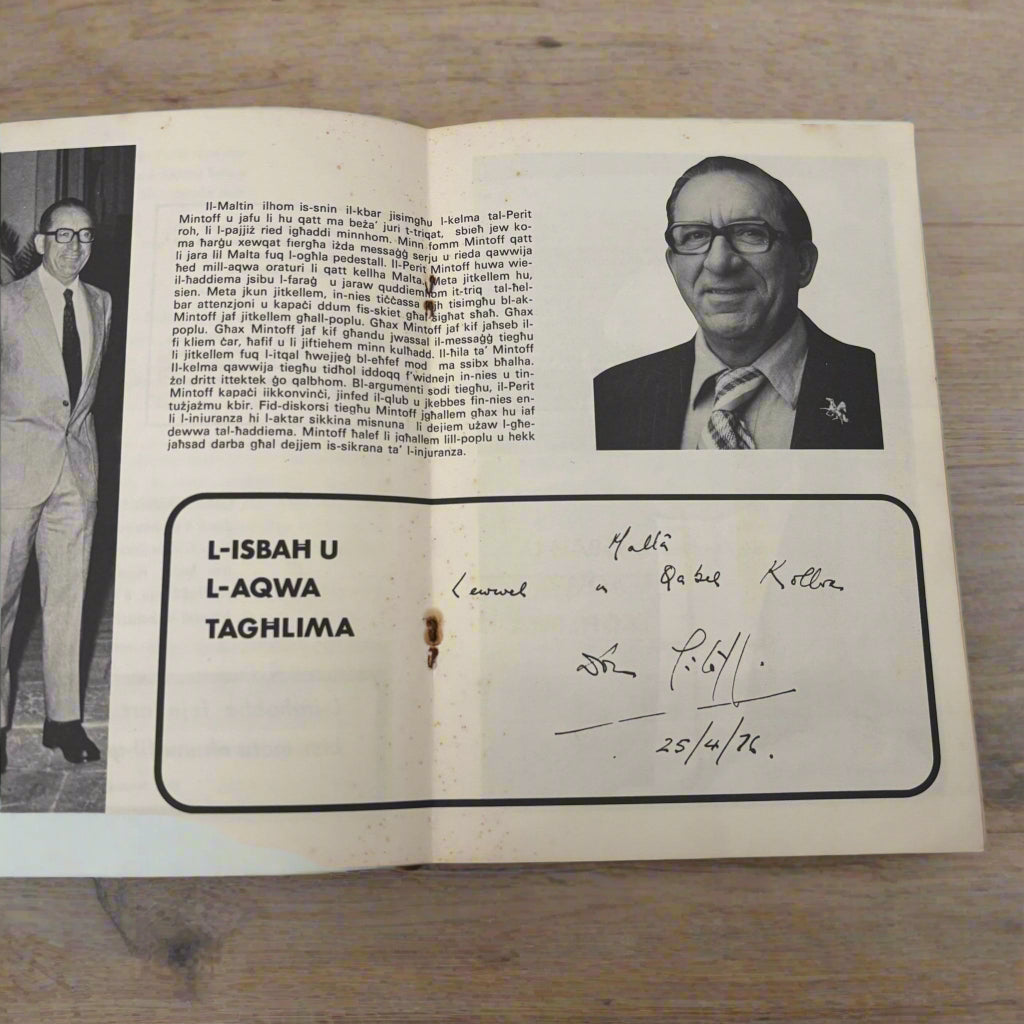 Il-Maltin ilhom is-snin il-kbar jisimgħu l-kelma tal-Perit
Mintoff u jafu li hu qatt ma beża' juri t-triqat, sbieħ jew ko-
roh, li l-pajjiż ried igħaddi minnhom. Minn fomm Mintoff qatt
ma ħarġu xewqat fiergħa iżda messaġġ serju u rieda qawwija
li jara lil Malta fuq l-ogħla pedestall. Il-Perit Mintoff huwa wie-
ħed mill-aqwa oraturi li qatt kellha Malta. Meta jitkellem hu,
il-ħaddiema jsibu l-faraġ u jaraw quddiemhom it-triq tal-ħel-
sien. Meta jkun jitkellem, in-nies tiċċassa tisimgħu bl-ak-
bar attenzjoni u kapaċi ddum fis-skiet għal sigħat sħaħ. Għax
Mintoff jaf jitkellem għall-poplu. Għax Mintoff jaf kif jaħseb il-
poplu. Għax Mintoff jaf kif għandu jwassal il-messaġġ tiegħu
fi kliem ċar, ħafif u li jiftiehem minn kulħadd. Il-ħila ta' Mintoff
li jitkellem fuq l-itqal ħwejjeġ bl-eħfef mod ma ssibx bħalha.
Il-kelma qawwija tiegħu tidħol iddoqq f'widnejn in-nies u tin-
żel dritt ittektek ġo qalbhom. Bl-argumenti sodi tiegħu, il-Perit
Mintoff kapaċi iikkonvinċi, jinfed il-qlub u jkebbes fin-nies en-
tużjażmu kbir. Fid-diskorsi tiegħu Mintoff jgħallem għax hu iaf
li l-iniuranza hi l-aktar sikkina misnuna li dejjem użaw l-għe-
dewwa tal-ħaddiema. Mintoff ħalef li jgħallem lill-poplu u hekk
jaħsad darba għal dejjem is-sikrana ta' l-injuranza.
L-ISBAH U
L-AQWA
TAGĦLIMA
Malta
Lewwel u Qabel Kollox
25/4/76.